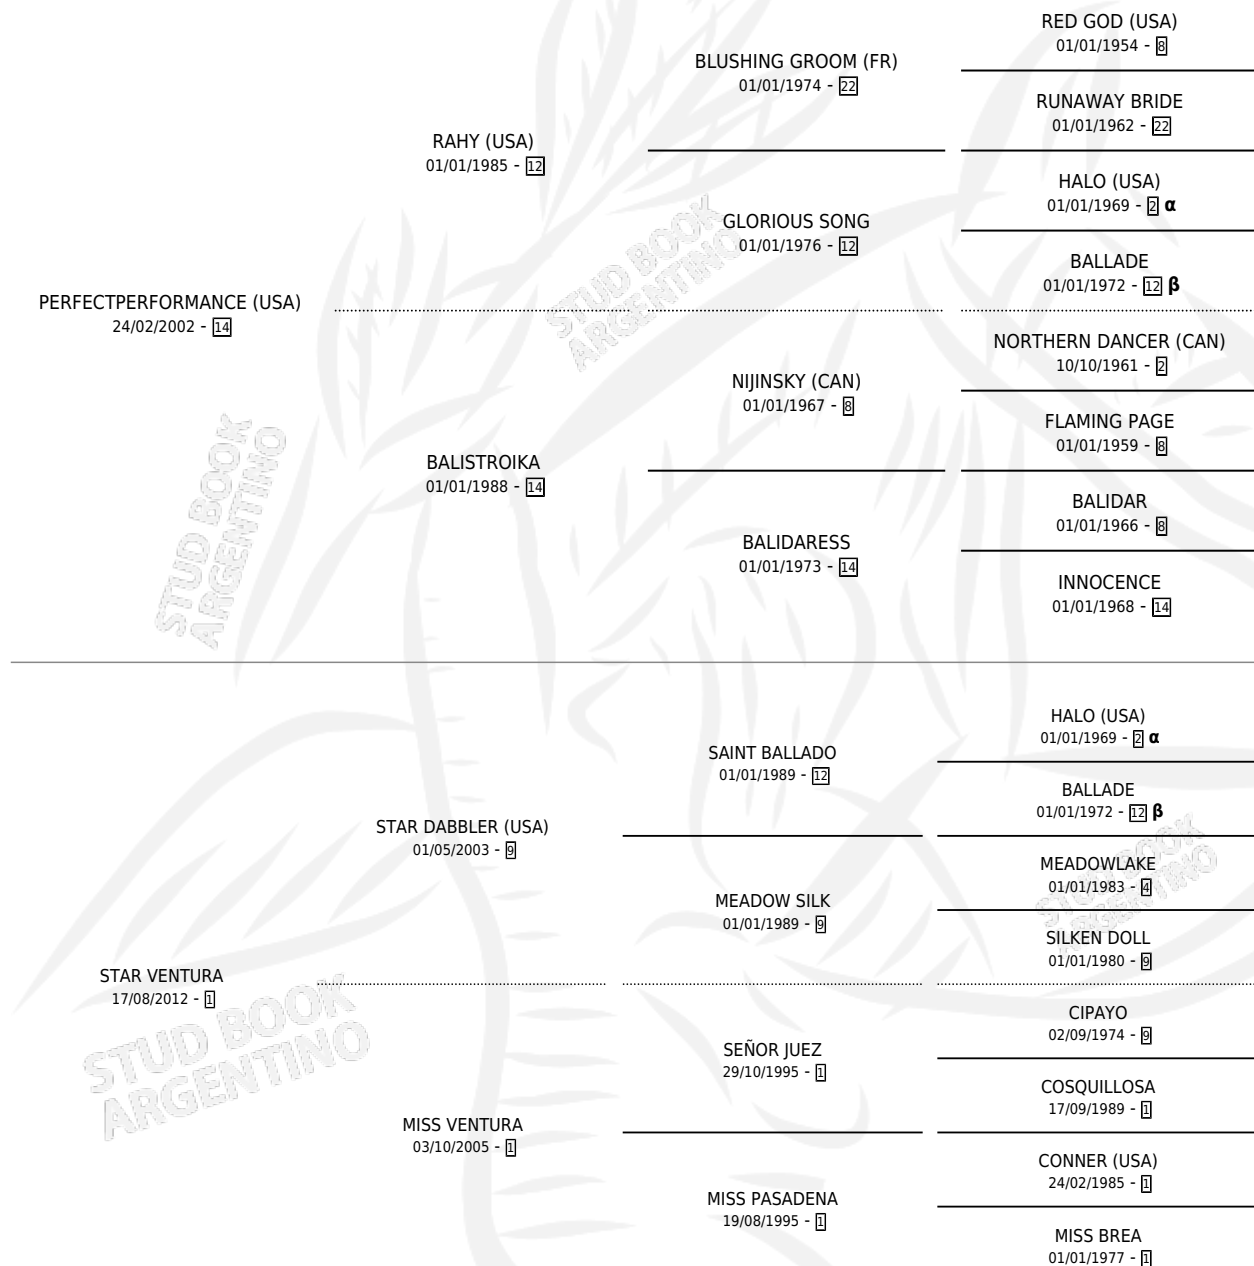 RED GOD (USA)
01/01/1954 - 8
BLUSHING GROOM (FR)
01/01/1974 - 22
RUNAWAY BRIDE
01/01/1962 - 22
RAHY (USA)
01/01/1985 - 12
HALO (USA)
01/01/1969 - 2 α
GLORIOUS SONG
01/01/1976 - 12
BALLADE
01/01/1972 - 12 β
PERFECTPERFORMANCE (USA)
24/02/2002 - 14
NORTHERN DANCER (CAN)
10/10/1961 - 2
NIJINSKY (CAN)
01/01/1967 - 8
FLAMING PAGE
01/01/1959 - 8
BALISTROIKA
01/01/1988 - 14
BALIDAR
01/01/1966 - 8
BALIDARESS
01/01/1973 - 14
INNOCENCE
01/01/1968 - 14
HALO (USA)
01/01/1969 - 2 α
SAINT BALLADO
01/01/1989 - 12
BALLADE
01/01/1972 - 12 β
STAR DABBLER (USA)
01/05/2003 - 9
MEADOWLAKE
01/01/1983 - 4
MEADOW SILK
01/01/1989 - 9
SILKEN DOLL
01/01/1980 - 9
STAR VENTURA
17/08/2012 - 1
CIPAYO
02/09/1974 - 9
SEÑOR JUEZ
29/10/1995 - 1
COSQUILLOSA
17/09/1989 - 1
MISS VENTURA
03/10/2005 - 1
CONNER (USA)
24/02/1985 - 1
MISS PASADENA
19/08/1995 - 1
MISS BREA
01/01/1977 - 1
STUD BOOK
ARGENTINO
STUD BOOK
ARGENTINO
STUD BOOK
ARGENTINO
STUD BOOK
ARGENTINO